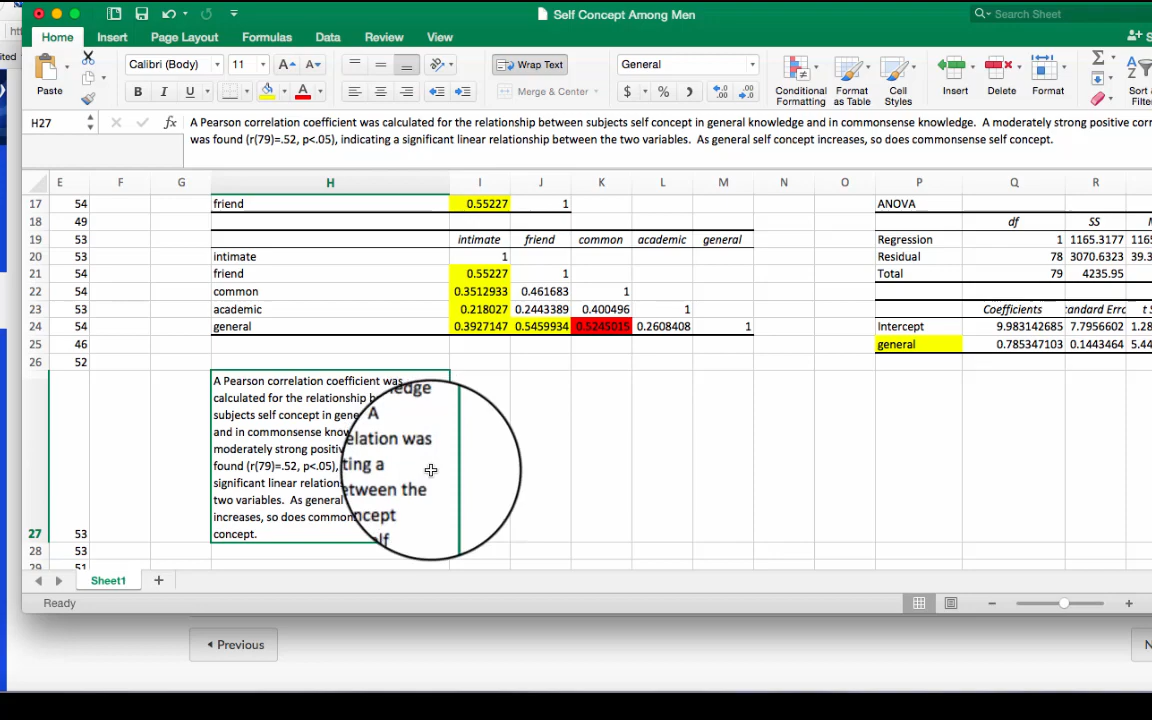 Self Concept Among Men
Search Sheet
Home Insert Page Layout Formulas Data Review View
Calibri (Body) 11 Wrap Text General
Paste B I U Merge & Center $ % Conditional Formatting Format as Table Cell Styles Insert Delete Format
H27 fx A Pearson correlation coefficient was calculated for the relationship between subjects self concept in general knowledge and in commonsense knowledge. A moderately strong positive
was found (r(79)=.52, p<.05), indicating a significant linear relationship between the two variables. As general self concept increases, so does commonsense self concept.
E F G H I J K L M N O P Q R
17 54 friend 0.55227 1 ANOVA
18 49 df SS
19 53 intimate friend common academic general Regression 1 1165.3177
20 53 intimate 1 Residual 78 3070.6323
21 54 friend 0.55227 1 Total 79 4235.95
22 54 common 0.3512933 0.461683 1
23 53 academic 0.218027 0.2443389 0.400496 1 Coefficients
24 54 general 0.3927147 0.5459934 0.5245015 0.2608408 1 Intercept 9.983142685 7.7956602
25 46 general 0.785347103 0.1443464
26 52
A Pearson correlation coefficient was
calculated for the relationship
subjects self concept in
and in commonsense
moderately strong
found (r(79)=.52, p<.05),
significant linear
two variables. As general
increases, so does
concept.
A
was
a
the
27 53
28 53
29 51
Sheet1 +
Ready
Previous